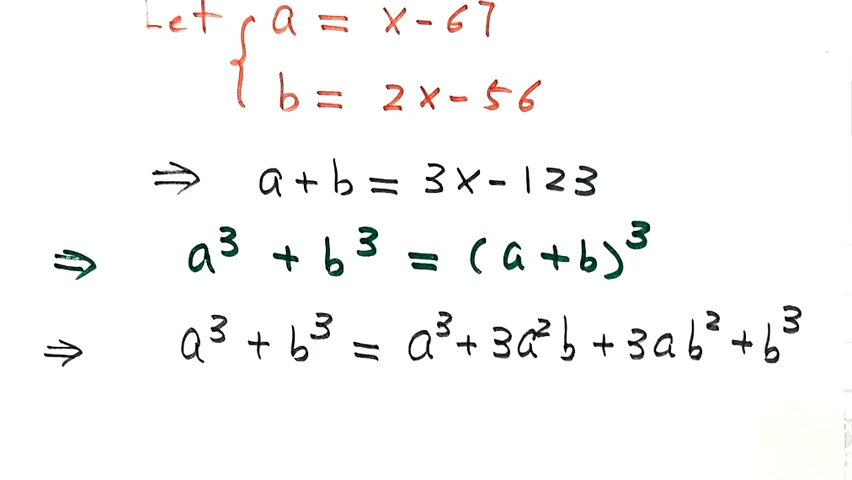 Let { a = x - 67
b = 2x - 56
⇒ a + b = 3x - 123
⇒ a³ + b³ = (a + b)³
⇒ a³ + b³ = a³ + 3a²b + 3ab² + b³